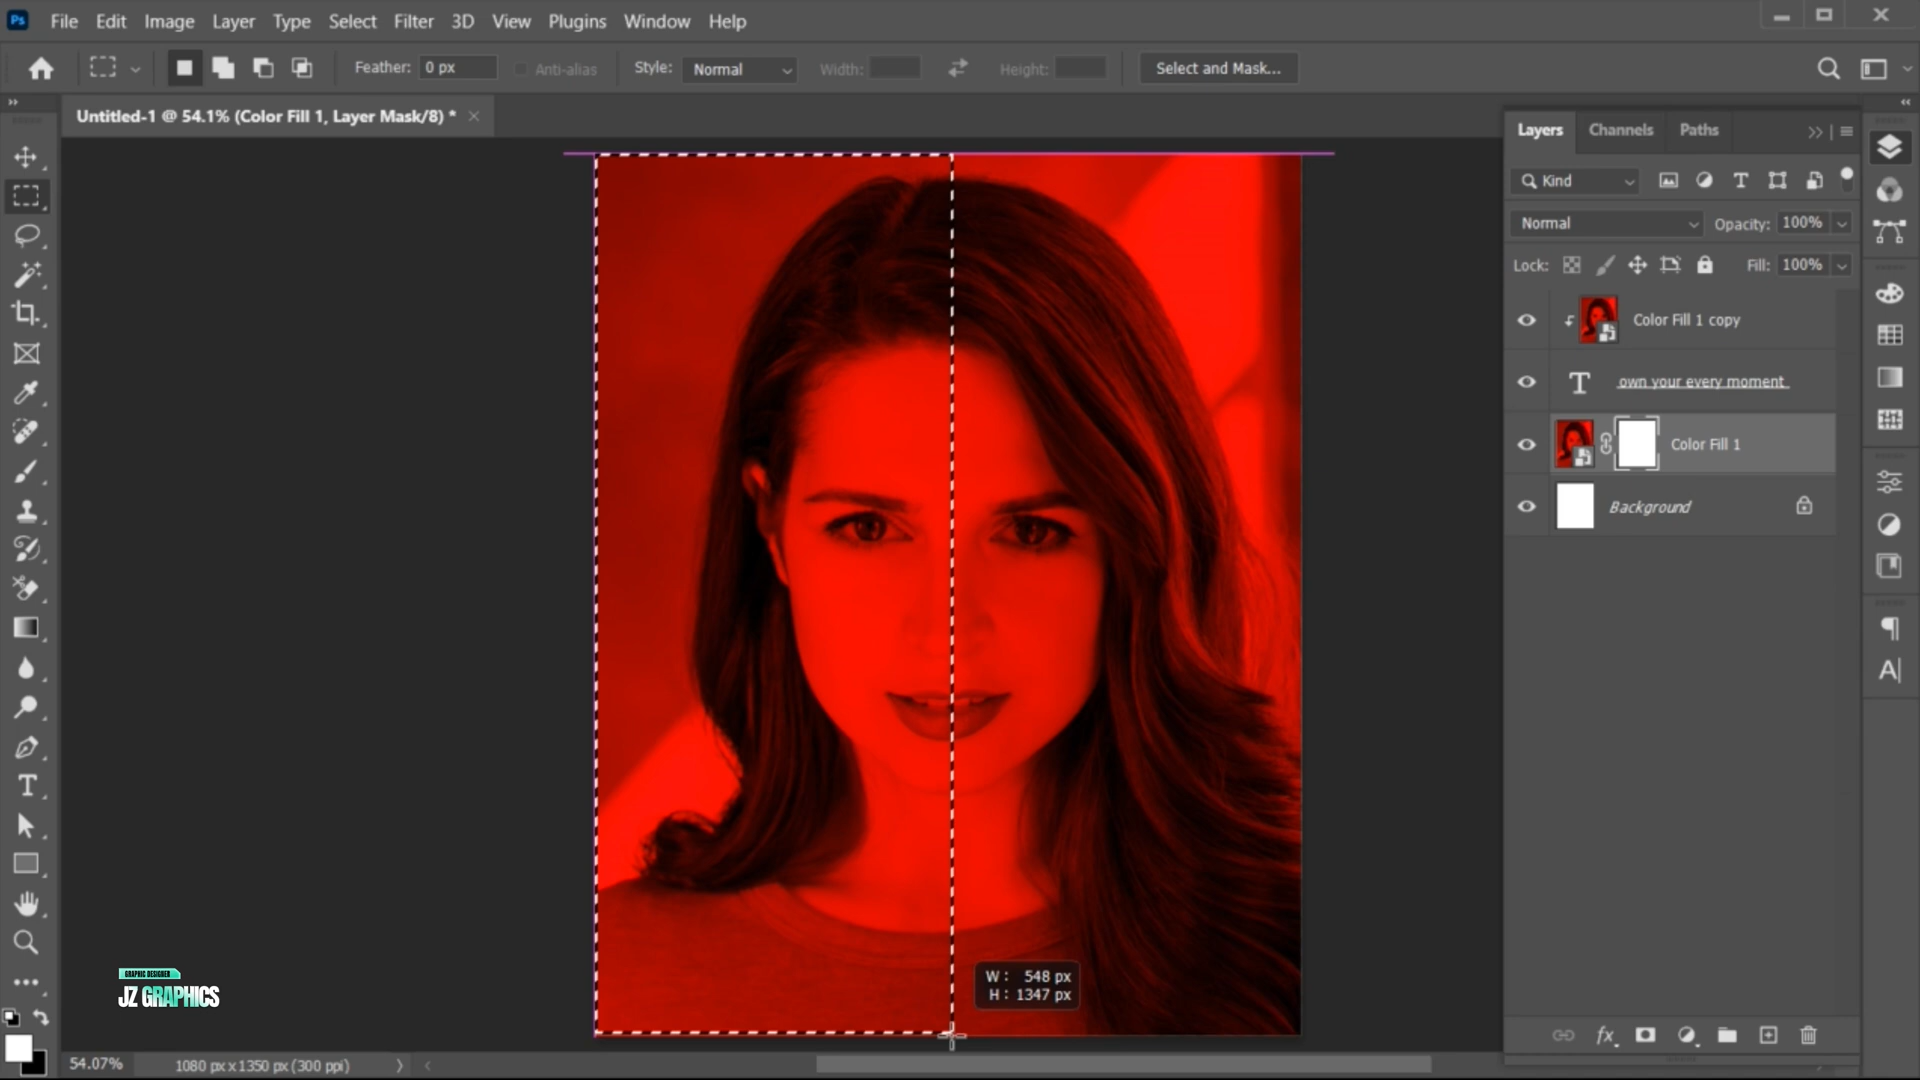 Ps File Edit Image Layer Type Select Filter 3D View Plugins Window Help
Feather: 0 px Anti-alias Style: Normal Width: Height: Select and Mask...
Untitled-1 @ 54.1% (Color Fill 1, Layer Mask/8) *
Layers Channels Paths
Kind
Normal Opacity: 100%
Lock: Fill: 100%
Color Fill 1 copy
own your every moment
Color Fill 1
Background
W: 548 px
H: 1347 px
GRAPHIC DESIGNER
JZ GRAPHICS
54.07% 1080 px x 1350 px (300 ppi)